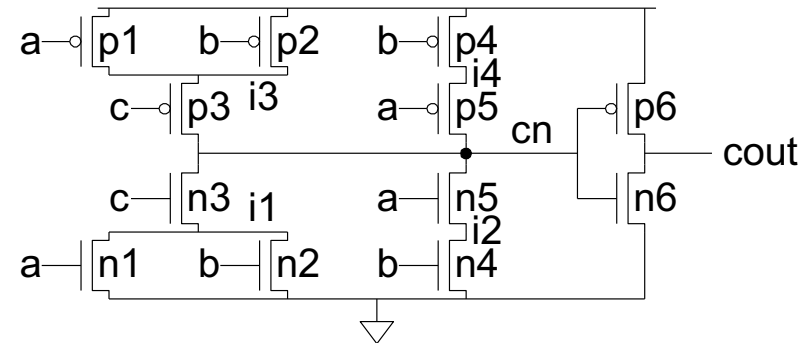 a p1 b p2 b p4
i4
c p3 i3 a p5 p6
cn
cout
c n3 i1 a n5 n6
i2
a n1 b n2 b n4